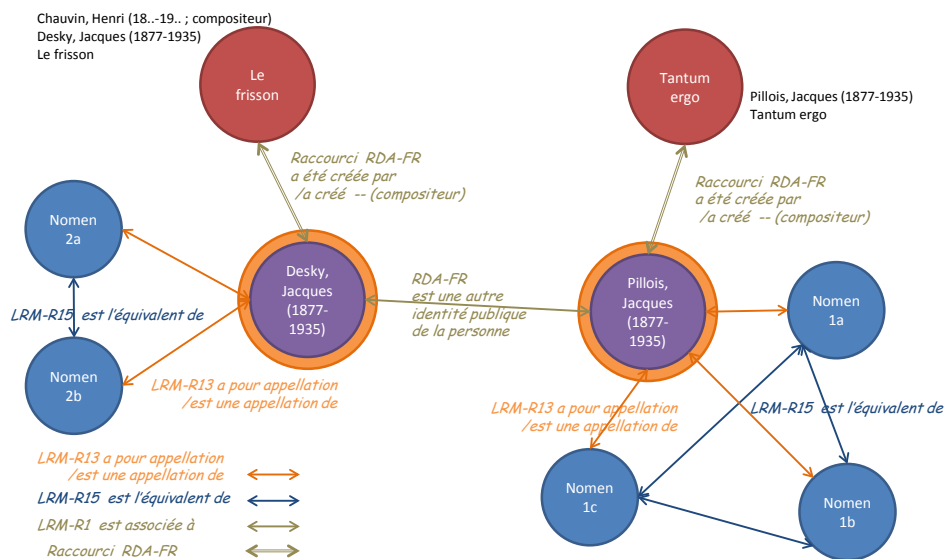 Chauvin, Henri (18..-19.. ; compositeur)
Desky, Jacques (1877-1935)
Le frisson
Le
frisson
Tantum
ergo
Pillois, Jacques (1877-1935)
Tantum ergo
Raccourci RDA-FR
a été créée par
/a créé -- (compositeur)
Raccourci RDA-FR
a été créée par
/a créé -- (compositeur)
Nomen
2a
Desky,
Jacques
(1877-
1935)
RDA-FR
est une autre
identité publique
de la personne
Pillois,
Jacques
(1877-
1935)
Nomen
1a
LRM-R15 est l'équivalent de
Nomen
2b
LRM-R13 a pour appellation
/est une appellation de
LRM-R13 a pour appellation
/est une appellation de
LRM-R15 est l'équivalent de
Nomen
1c
Nomen
1b
LRM-R13 a pour appellation
/est une appellation de
LRM-R15 est l'équivalent de
LRM-R1 est associée à
Raccourci RDA-FR